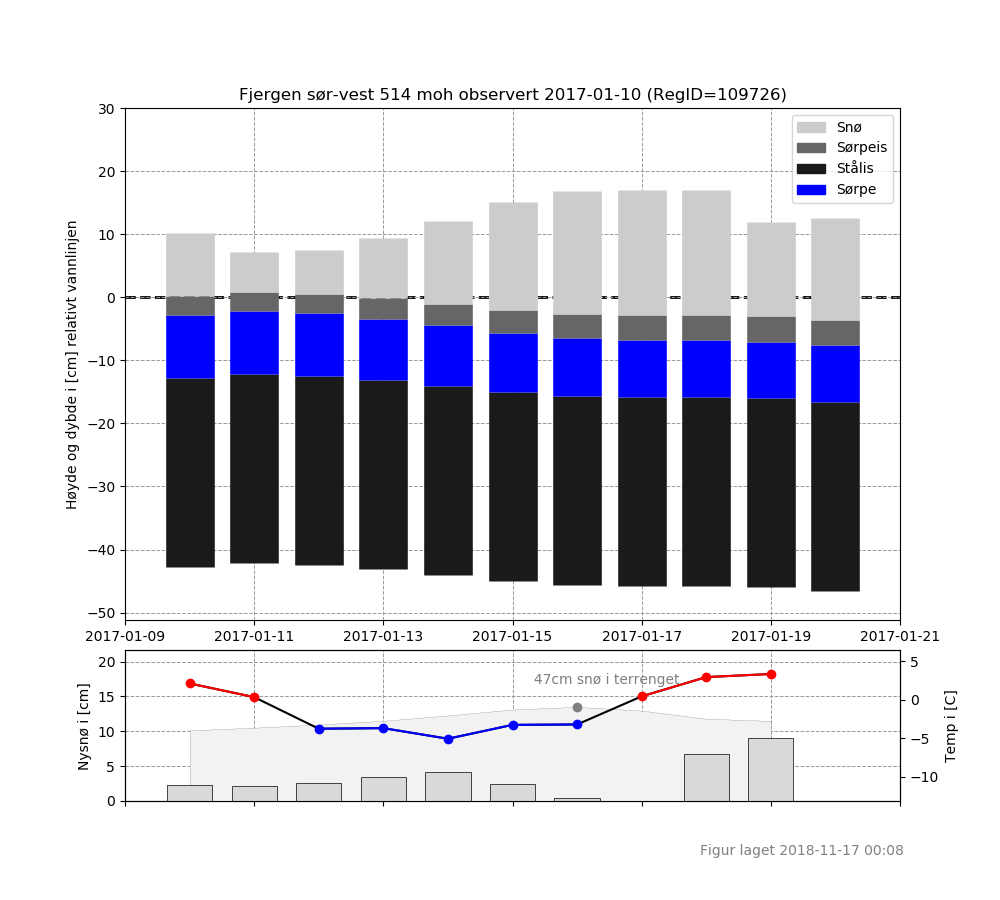 Fjergen sør-vest 514 moh observert 2017-01-10 (RegID=109726)
Høyde og dybde i [cm] relativt vannlinjen
30
20
10
0
−10
−20
−30
−40
−50
Snø
Sørpeis
Stålis
Sørpe
2017-01-09 2017-01-11 2017-01-13 2017-01-15 2017-01-17 2017-01-19 2017-01-21
Nysnø i [cm]
20
15
10
5
0
47cm snø i terrenget
5
0
−5
−10
Temp i [C]
Figur laget 2018-11-17 00:08